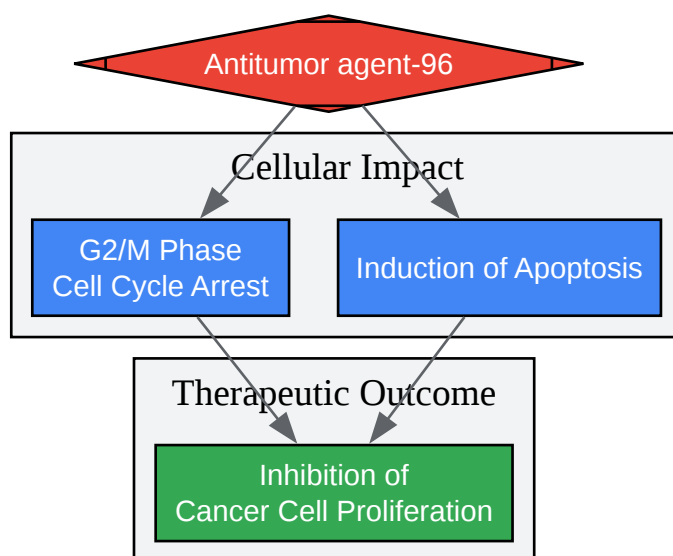 Antitumor agent-96
Cellular Impact
G2/M Phase
Cell Cycle Arrest
Induction of Apoptosis
Therapeutic Outcome
Inhibition of
Cancer Cell Proliferation